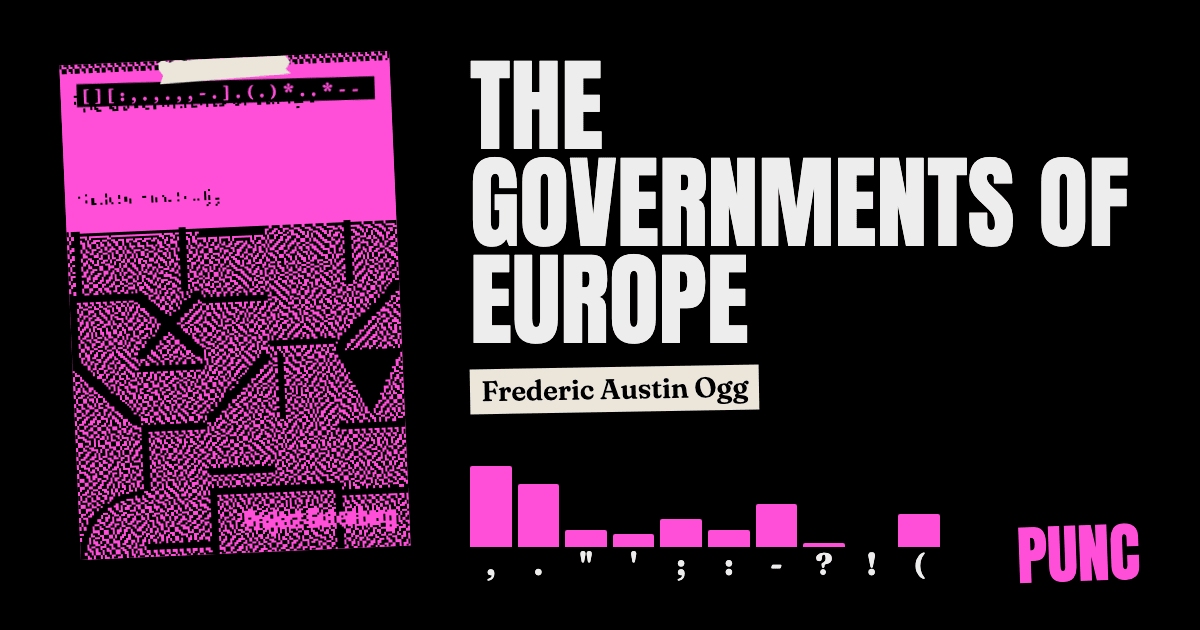 [][:,.,.,,-.].(.)*..*--
THE
GOVERNMENTS OF
EUROPE
Frederic Austin Ogg
, . " ' ; : - ? ! (
PUNC